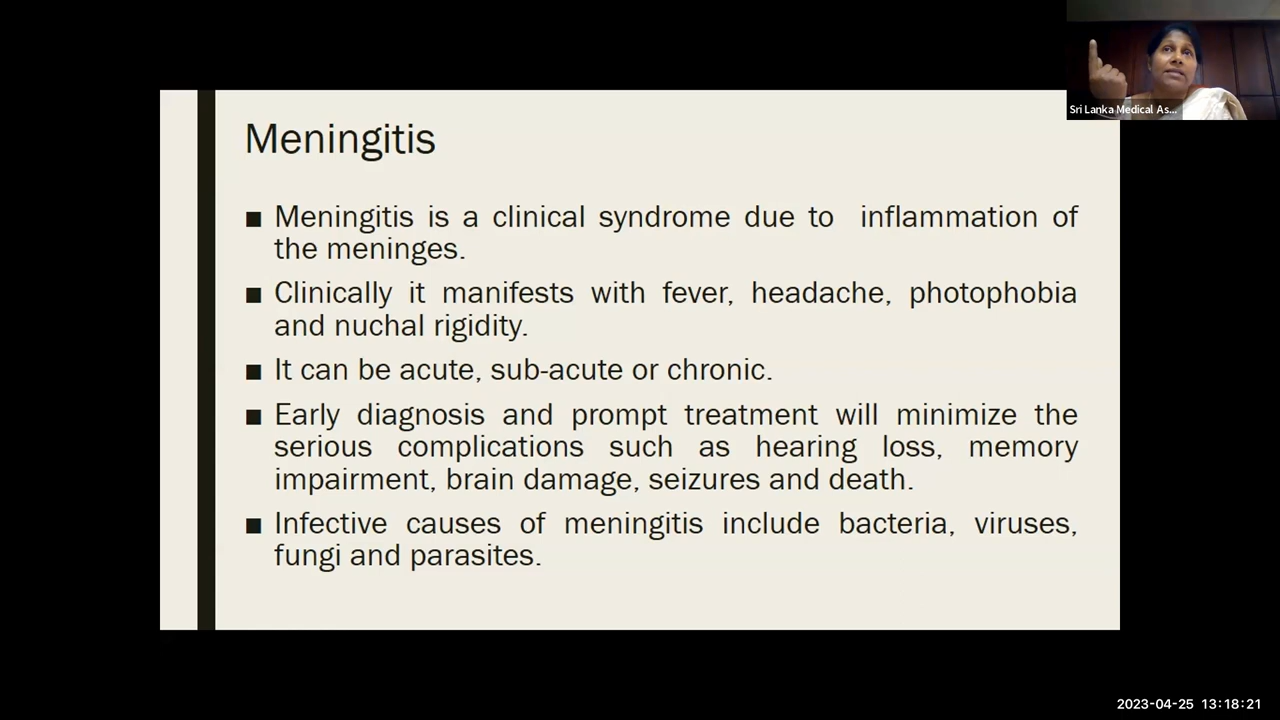 Sri Lanka Medical As...
Meningitis
■ Meningitis is a clinical syndrome due to inflammation of
the meninges.
■ Clinically it manifests with fever, headache, photophobia
and nuchal rigidity.
■ It can be acute, sub-acute or chronic.
■ Early diagnosis and prompt treatment will minimize the
serious complications such as hearing loss, memory
impairment, brain damage, seizures and death.
■ Infective causes of meningitis include bacteria, viruses,
fungi and parasites.
2023-04-25 13:18:21